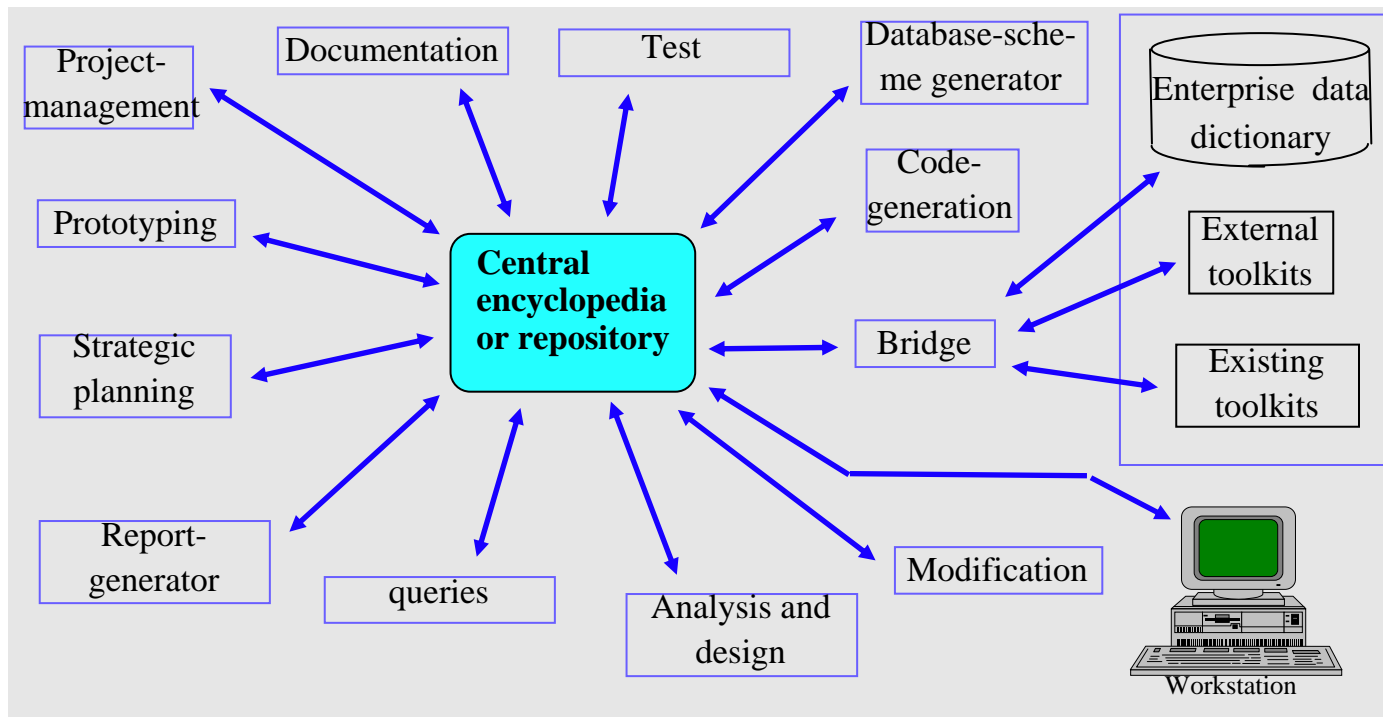 Project-
management
Documentation
Test
Database-sche-
me generator
Enterprise data
dictionary
Code-
generation
Prototyping
External
toolkits
Central
encyclopedia
or repository
Bridge
Strategic
planning
Existing
toolkits
Report-
generator
queries
Analysis and
design
Modification
Workstation